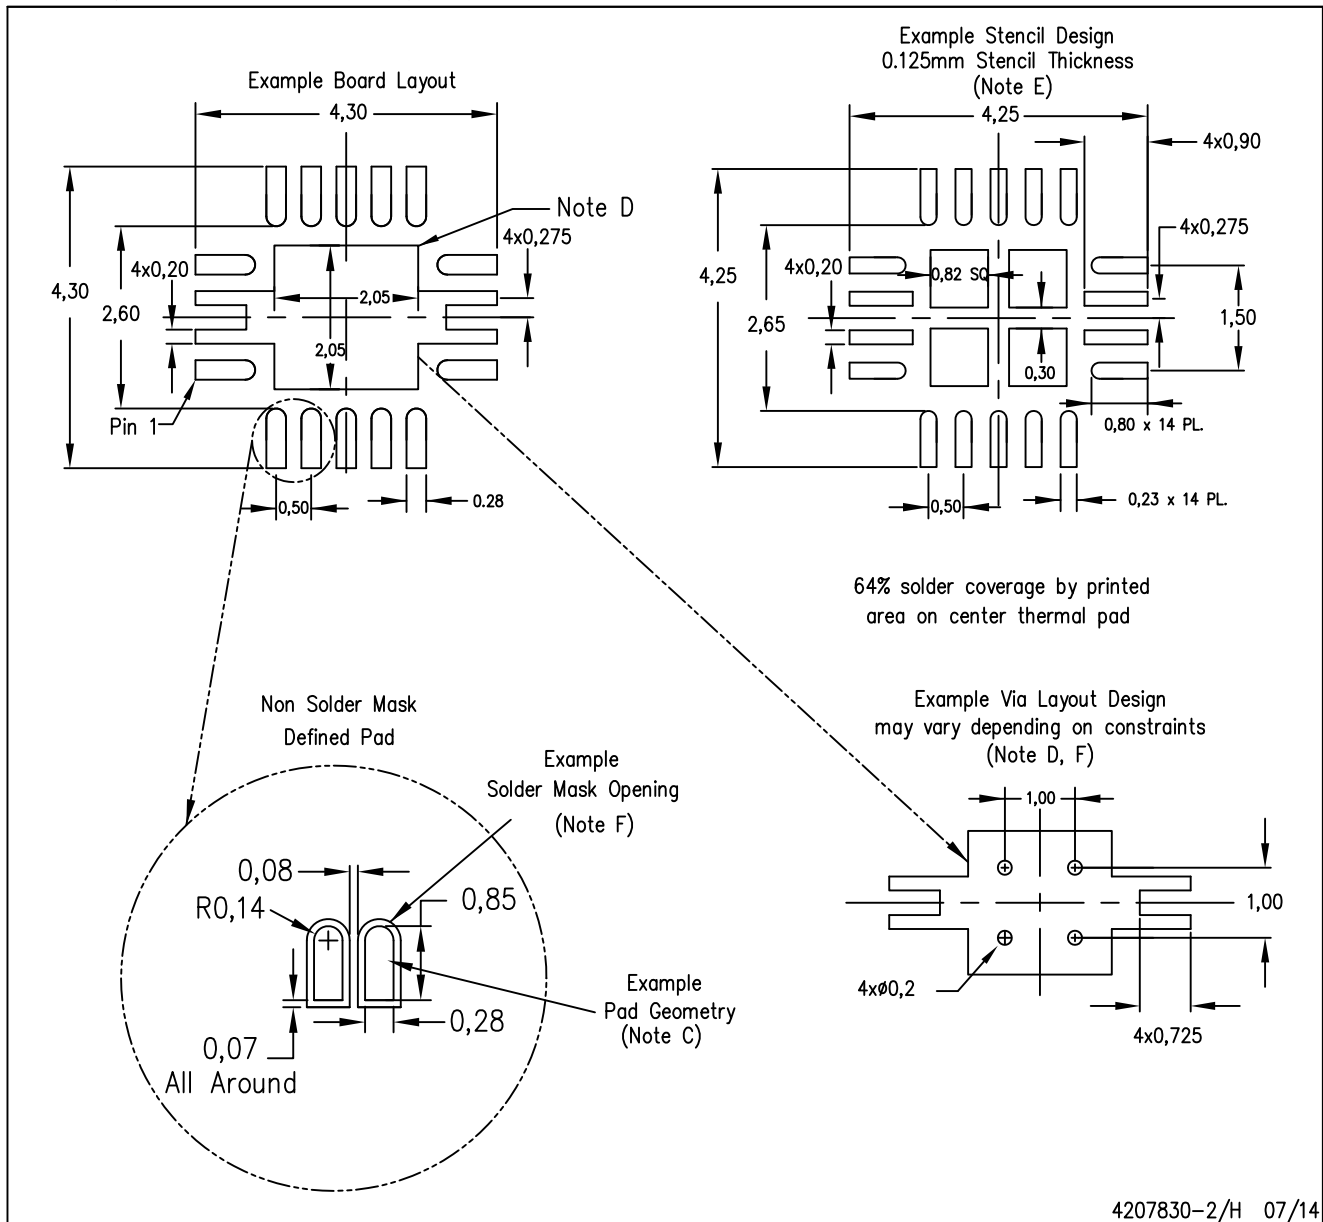 Example Board Layout
4,30
Note D
4x0,275
4x0,20
4,30
2,60
2,05
2,05
Pin 1
0,50
0.28
Example Stencil Design
0.125mm Stencil Thickness
(Note E)
4,25
4x0,90
4x0,275
4x0,20
0,82 SQ
4,25
2,65
1,50
0,30
0,80 x 14 PL.
0,50
0,23 x 14 PL.
64% solder coverage by printed
area on center thermal pad
Non Solder Mask
Defined Pad
Example
Solder Mask Opening
(Note F)
0,08
R0,14
0,85
Example
Pad Geometry
(Note C)
0,28
0,07
All Around
Example Via Layout Design
may vary depending on constraints
(Note D, F)
1,00
1,00
4xø0,2
4x0,725
4207830-2/H 07/14